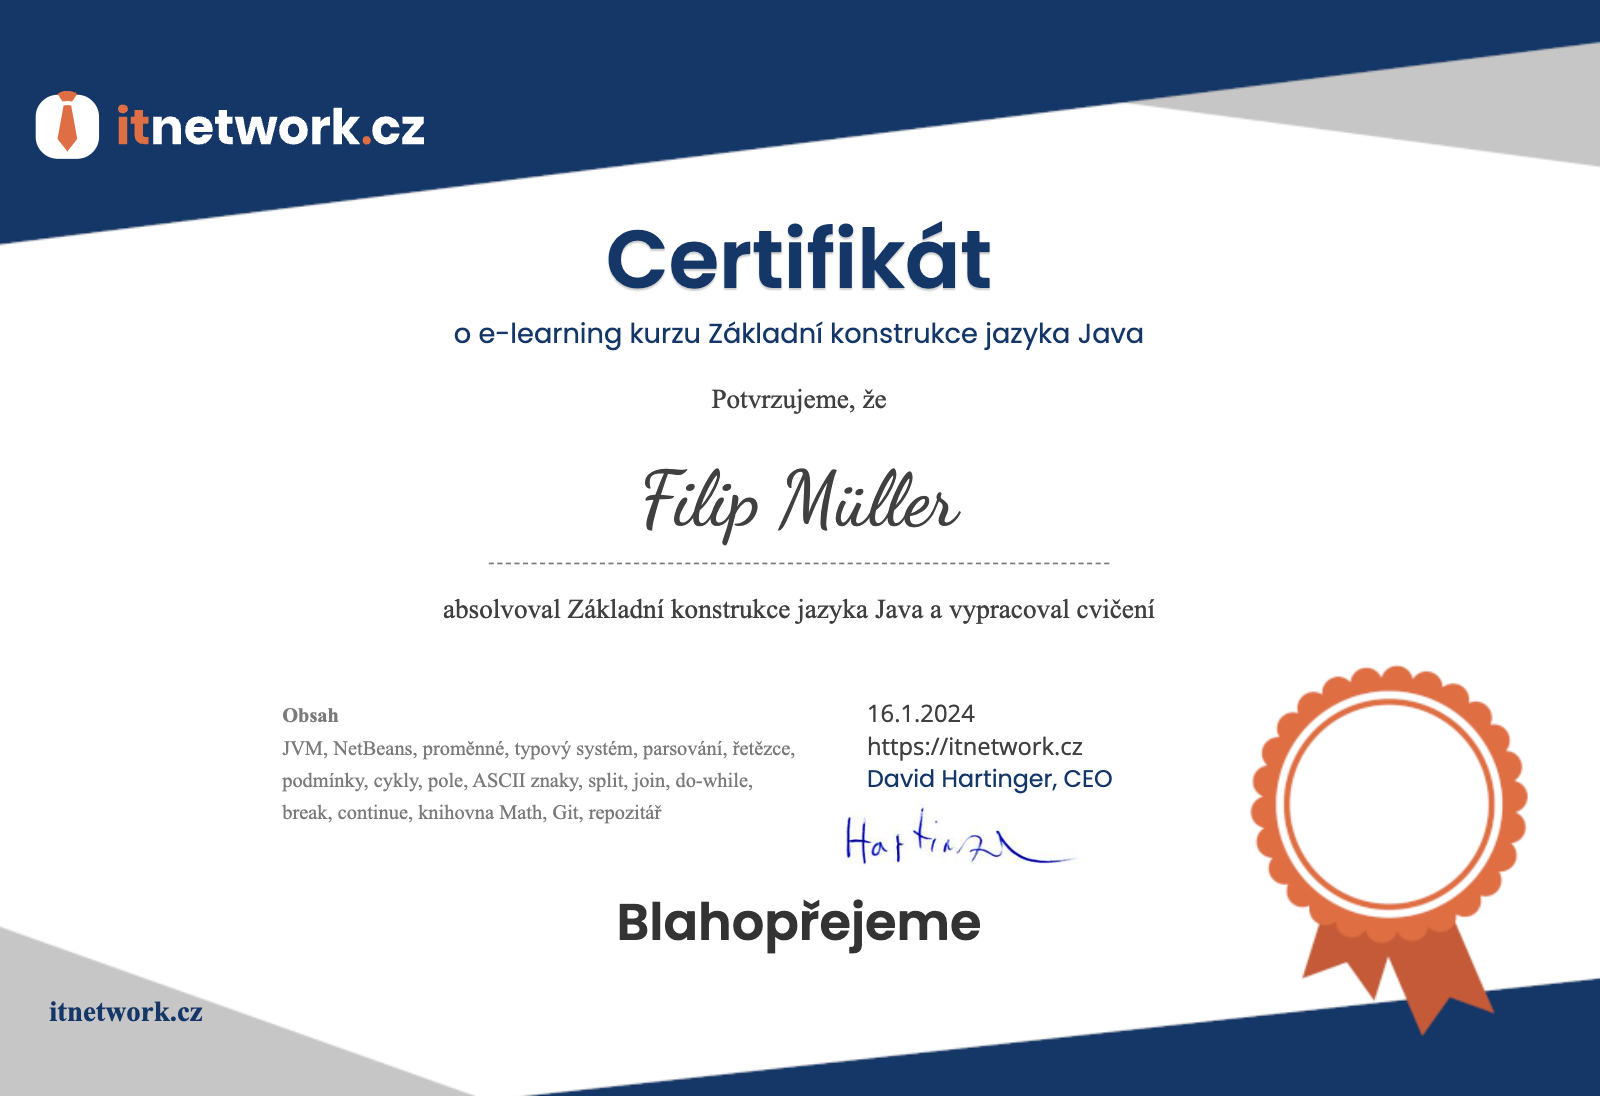 itnetwork.cz
Certifikát
o e-learning kurzu Základní konstrukce jazyka Java
Potvrzujeme, že
Filip Müller
absolvoval Základní konstrukce jazyka Java a vypracoval cvičení
Obsah
JVM, NetBeans, proměnné, typový systém, parsování, řetězce,
podmínky, cykly, pole, ASCII znaky, split, join, do-while,
break, continue, knihovna Math, Git, repozitář
16.1.2024
https://itnetwork.cz
David Hartinger, CEO
Blahopřejeme
itnetwork.cz